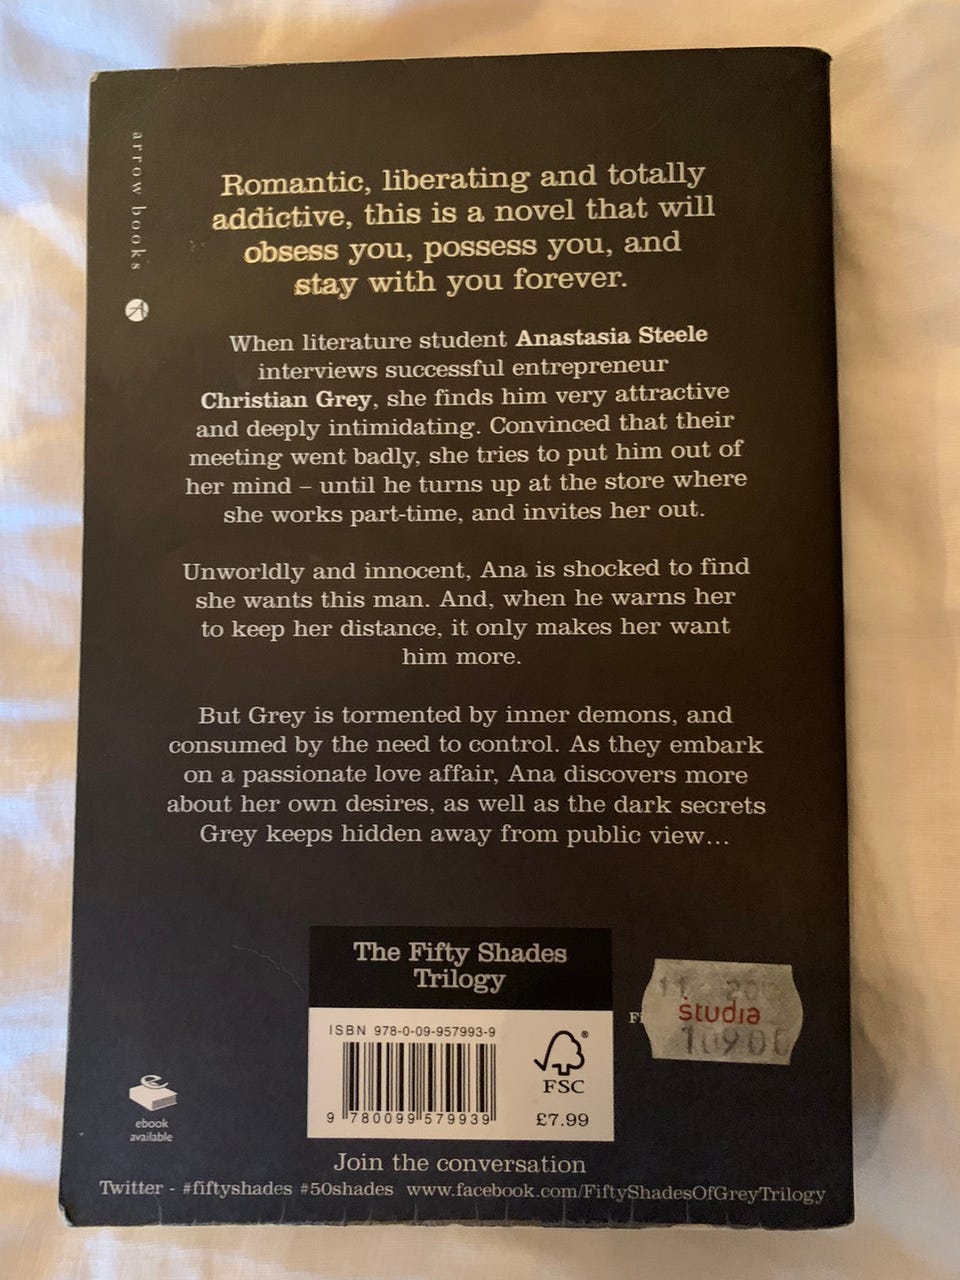 arrow books
Romantic, liberating and totally
addictive, this is a novel that will
obsess you, possess you, and
stay with you forever.
When literature student Anastasia Steele
interviews successful entrepreneur
Christian Grey, she finds him very attractive
and deeply intimidating. Convinced that their
meeting went badly, she tries to put him out of
her mind – until he turns up at the store where
she works part-time, and invites her out.
Unworldly and innocent, Ana is shocked to find
she wants this man. And, when he warns her
to keep her distance, it only makes her want
him more.
But Grey is tormented by inner demons, and
consumed by the need to control. As they embark
on a passionate love affair, Ana discovers more
about her own desires, as well as the dark secrets
Grey keeps hidden away from public view…
The Fifty Shades
Trilogy
ISBN 978-0-09-957993-9
9 780099 579939
FSC
®
£7.99
studia
ebook
available
Join the conversation
Twitter - #fiftyshades #50shades www.facebook.com/FiftyShadesOfGreyTrilogy